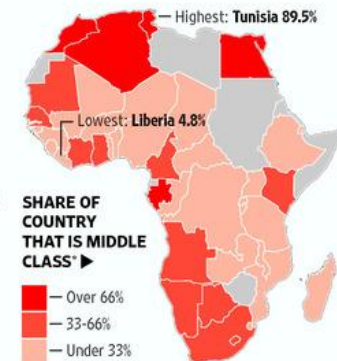 Highest: Tunisia 89.5%
Lowest: Liberia 4.8%
SHARE OF
COUNTRY
THAT IS MIDDLE
CLASS* ▶
Over 66%
33-66%
Under 33%